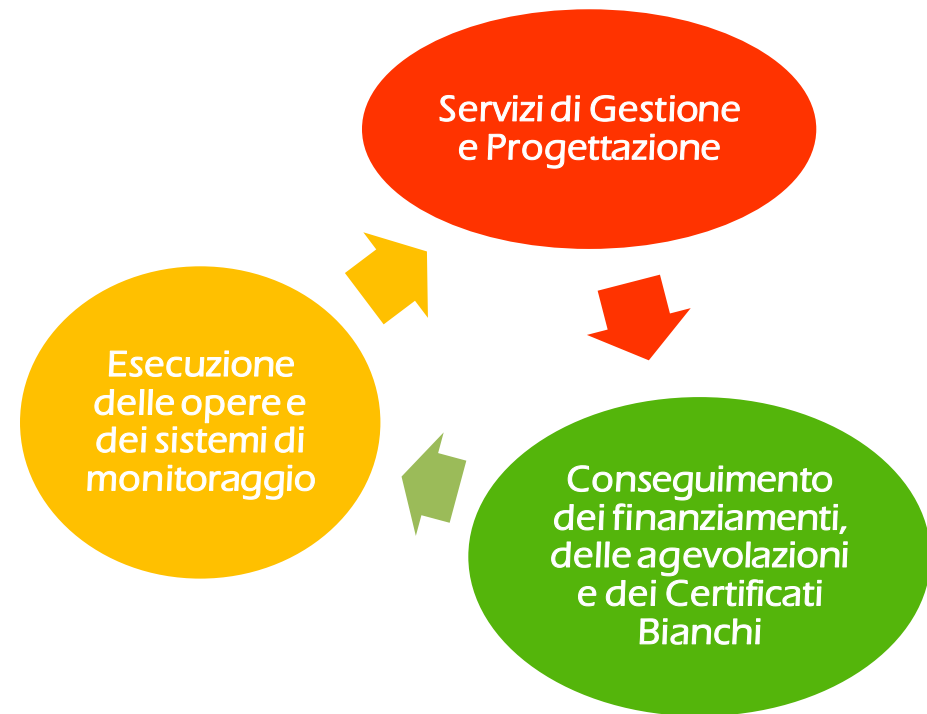 Servizi di Gestione
e Progettazione
Esecuzione
delle opere e
dei sistemi di
monitoraggio
Conseguimento
dei finanziamenti,
delle agevolazioni
e dei Certificati
Bianchi